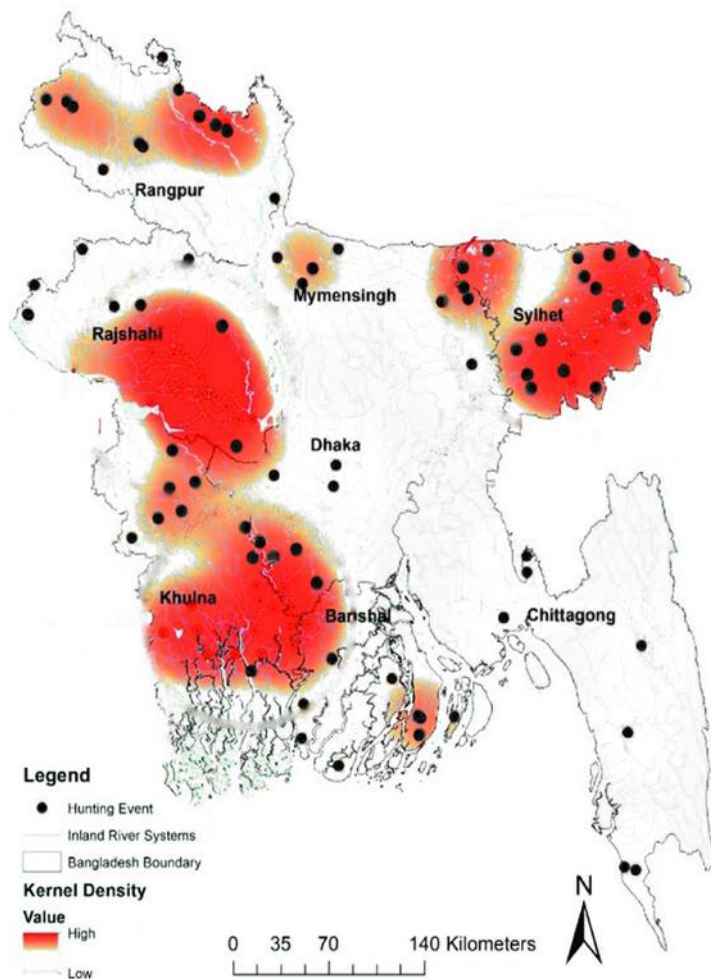 Rangpur
Mymensingh
Sylhet
Rajshahi
Dhaka
Khulna
Barishal
Chittagong
Legend
Hunting Event
Inland River Systems
Bangladesh Boundary
Kernel Density
Value
High
Low
N
0 35 70 140 Kilometers